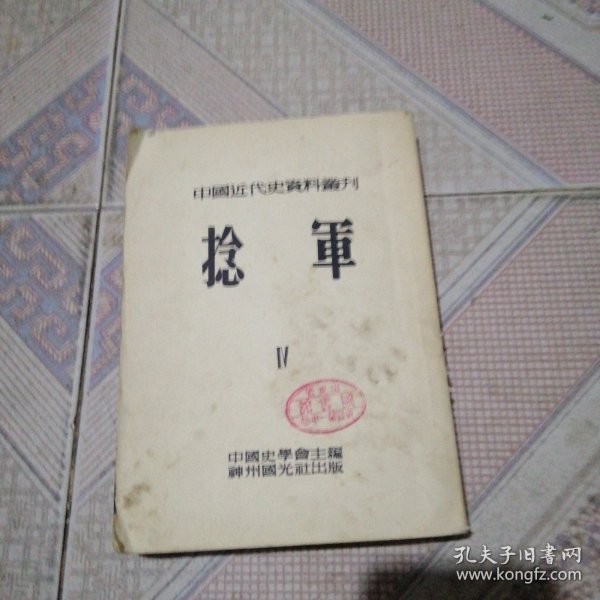 中國近代史資料叢刊
捻軍
IV
中國史學會主編
神州國光社出版
孔夫子旧书网
www.kongfz.com